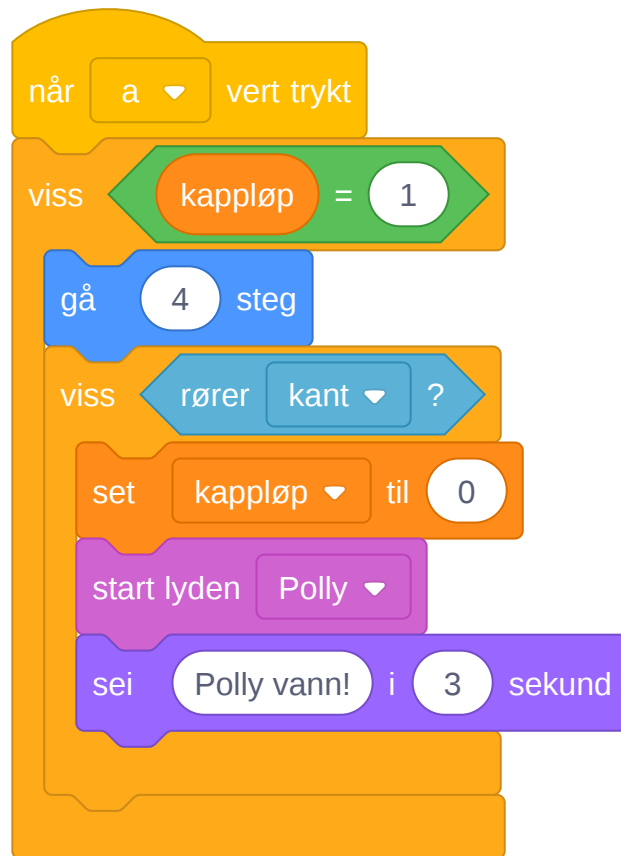 når a vert trykt
viss kappløp = 1
gå 4 steg
viss rører kant ?
set kappløp til 0
start lyden Polly
sei Polly vann! i 3 sekund